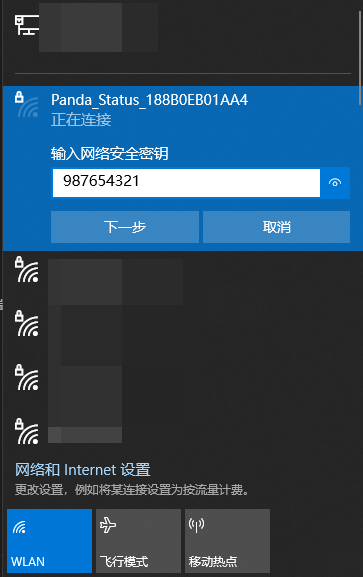 Panda_Status_188B0EB01AA4
正在连接
输入网络安全密钥
987654321
下一步
取消
网络和 Internet 设置
更改设置，例如将某连接设置为按流量计费。
WLAN
飞行模式
移动热点